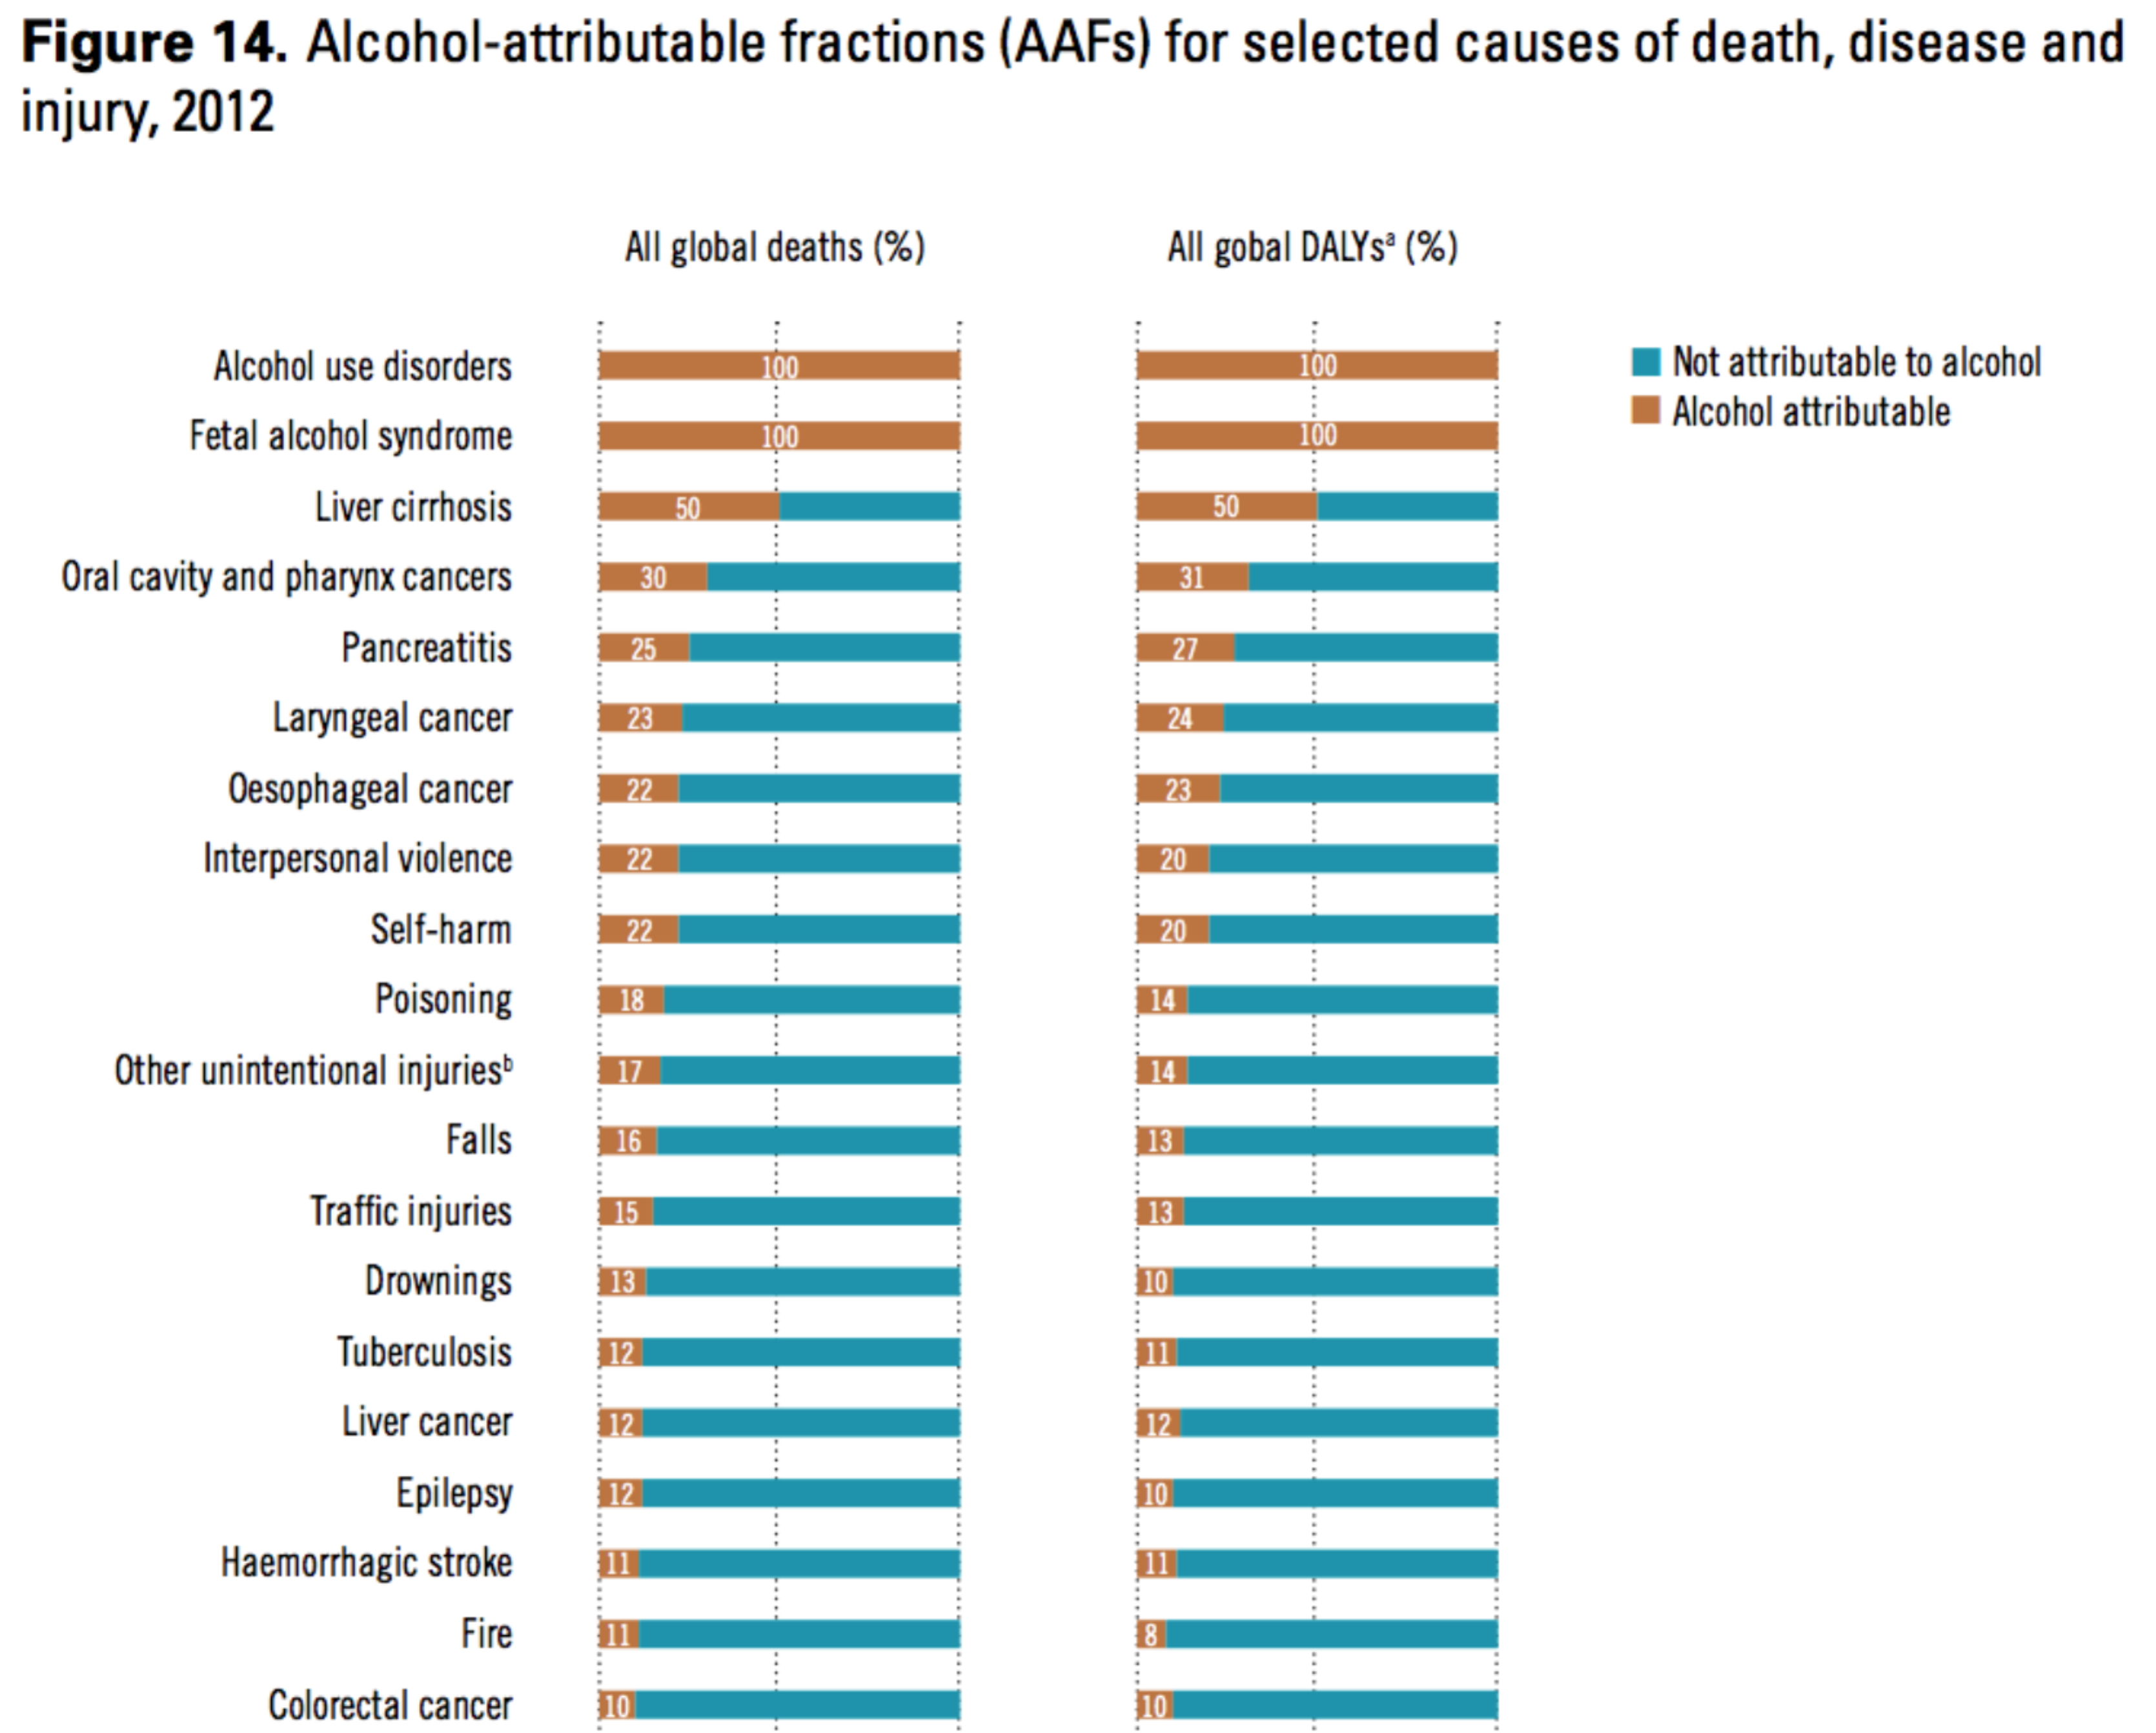 Figure 14. Alcohol-attributable fractions (AAFs) for selected causes of death, disease and
injury, 2012
All global deaths (%)
All gobal DALYsª (%)
Not attributable to alcohol
Alcohol attributable
Alcohol use disorders 100 100
Fetal alcohol syndrome 100 100
Liver cirrhosis 50 50
Oral cavity and pharynx cancers 30 31
Pancreatitis 25 27
Laryngeal cancer 23 24
Oesophageal cancer 22 23
Interpersonal violence 22 20
Self-harm 22 20
Poisoning 18 14
Other unintentional injuriesᵇ 17 14
Falls 16 13
Traffic injuries 15 13
Drownings 13 10
Tuberculosis 12 11
Liver cancer 12 12
Epilepsy 12 10
Haemorrhagic stroke 11 11
Fire 11 8
Colorectal cancer 10 10